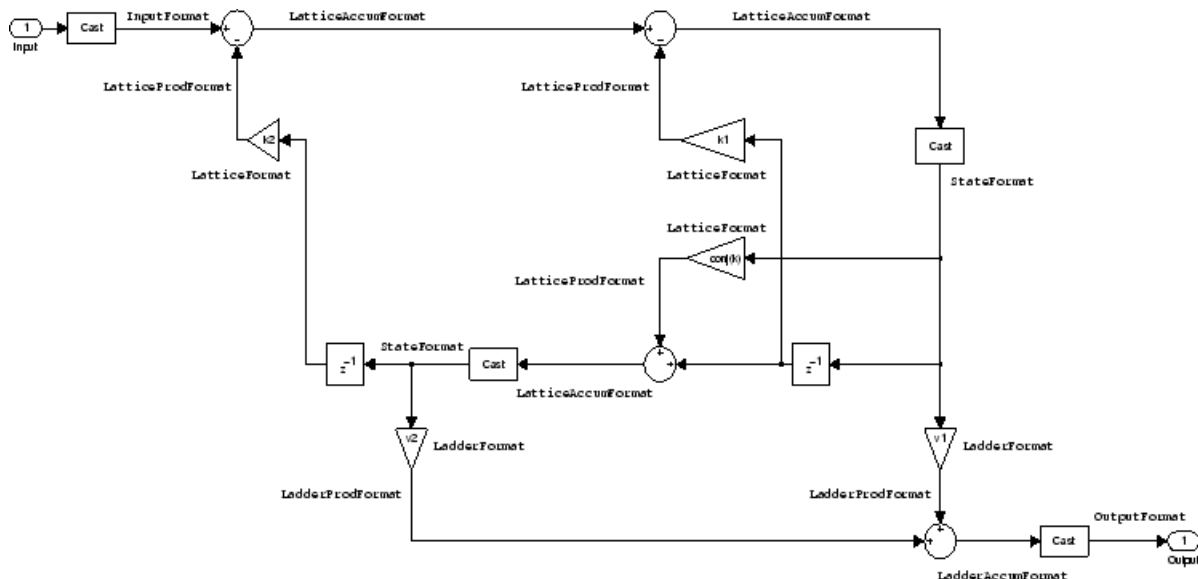 InputFormat
LatticeAccumFormat
LatticeAccumFormat
1
Input
Cast
+
-
+
-
LatticeProdFormat
LatticeProdFormat
k2
k1
Cast
LatticeFormat
LatticeFormat
StateFormat
LatticeFormat
conj(k)
LatticeProdFormat
StateFormat
z-1
Cast
+
+
z-1
LatticeAccumFormat
v2
LadderFormat
v1
LadderFormat
LadderProdFormat
LadderProdFormat
OutputFormat
+
+
Cast
1
Output
LadderAccumFormat